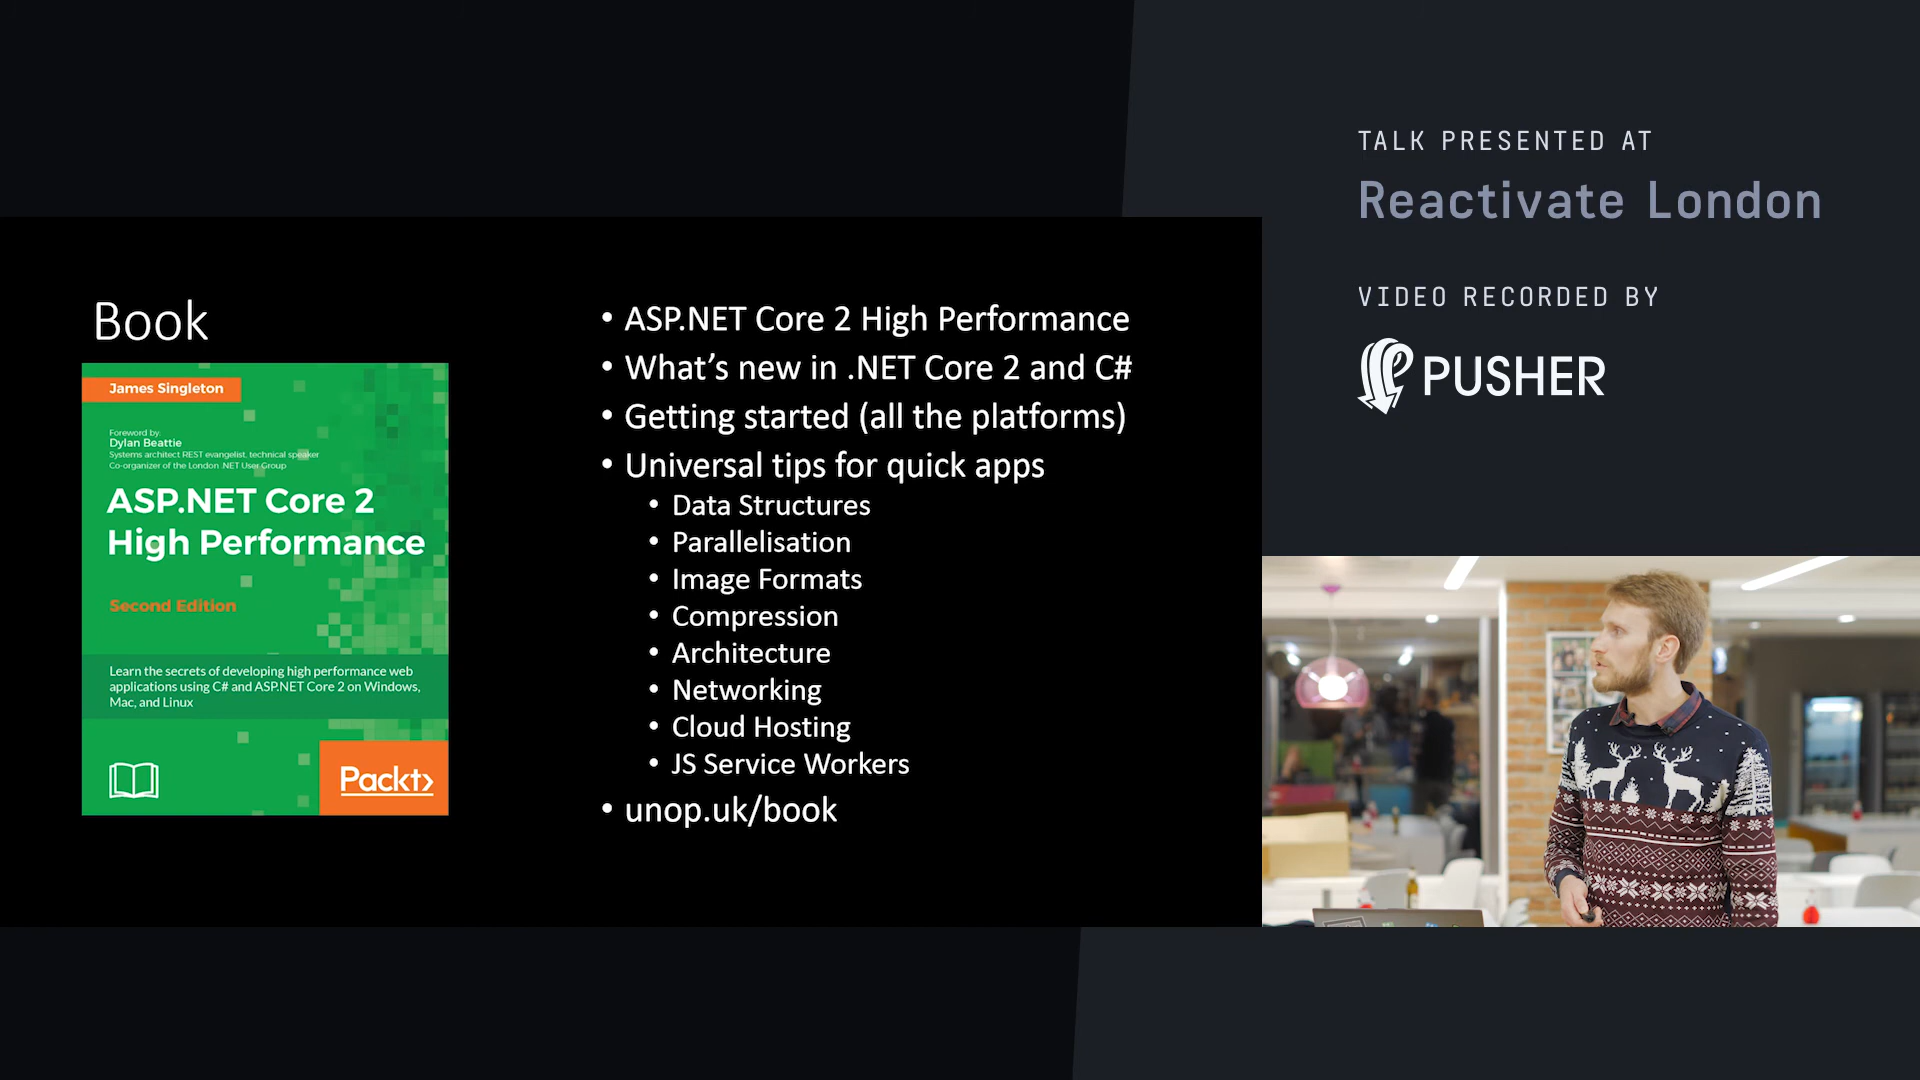 TALK PRESENTED AT
Reactivate London
VIDEO RECORDED BY
PUSHER
Book
James Singleton
Foreword by:
Dylan Beattie
Systems architect REST evangelist, technical speaker
Co-organizer of the London .NET User Group
ASP.NET Core 2
High Performance
Second Edition
Learn the secrets of developing high performance web
applications using C# and ASP.NET Core 2 on Windows,
Mac, and Linux
Packt>
• ASP.NET Core 2 High Performance
• What’s new in .NET Core 2 and C#
• Getting started (all the platforms)
• Universal tips for quick apps
• Data Structures
• Parallelisation
• Image Formats
• Compression
• Architecture
• Networking
• Cloud Hosting
• JS Service Workers
• unop.uk/book